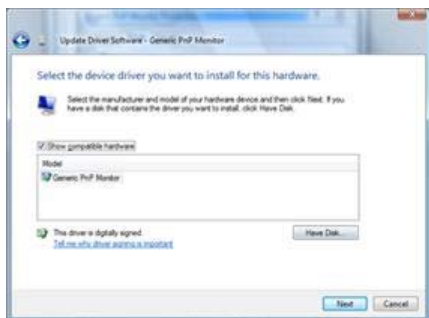 Update Driver Software - Generic PnP Monitor
Select the device driver you want to install for this hardware.
Select the manufacturer and model of your hardware device and then click Next. If you
have a disk that contains the driver you want to install, click Have Disk.
Show compatible hardware
Model
Generic PnP Monitor
This driver is digitally signed.
Have Disk...
Tell me why driver signing is important
Next
Cancel